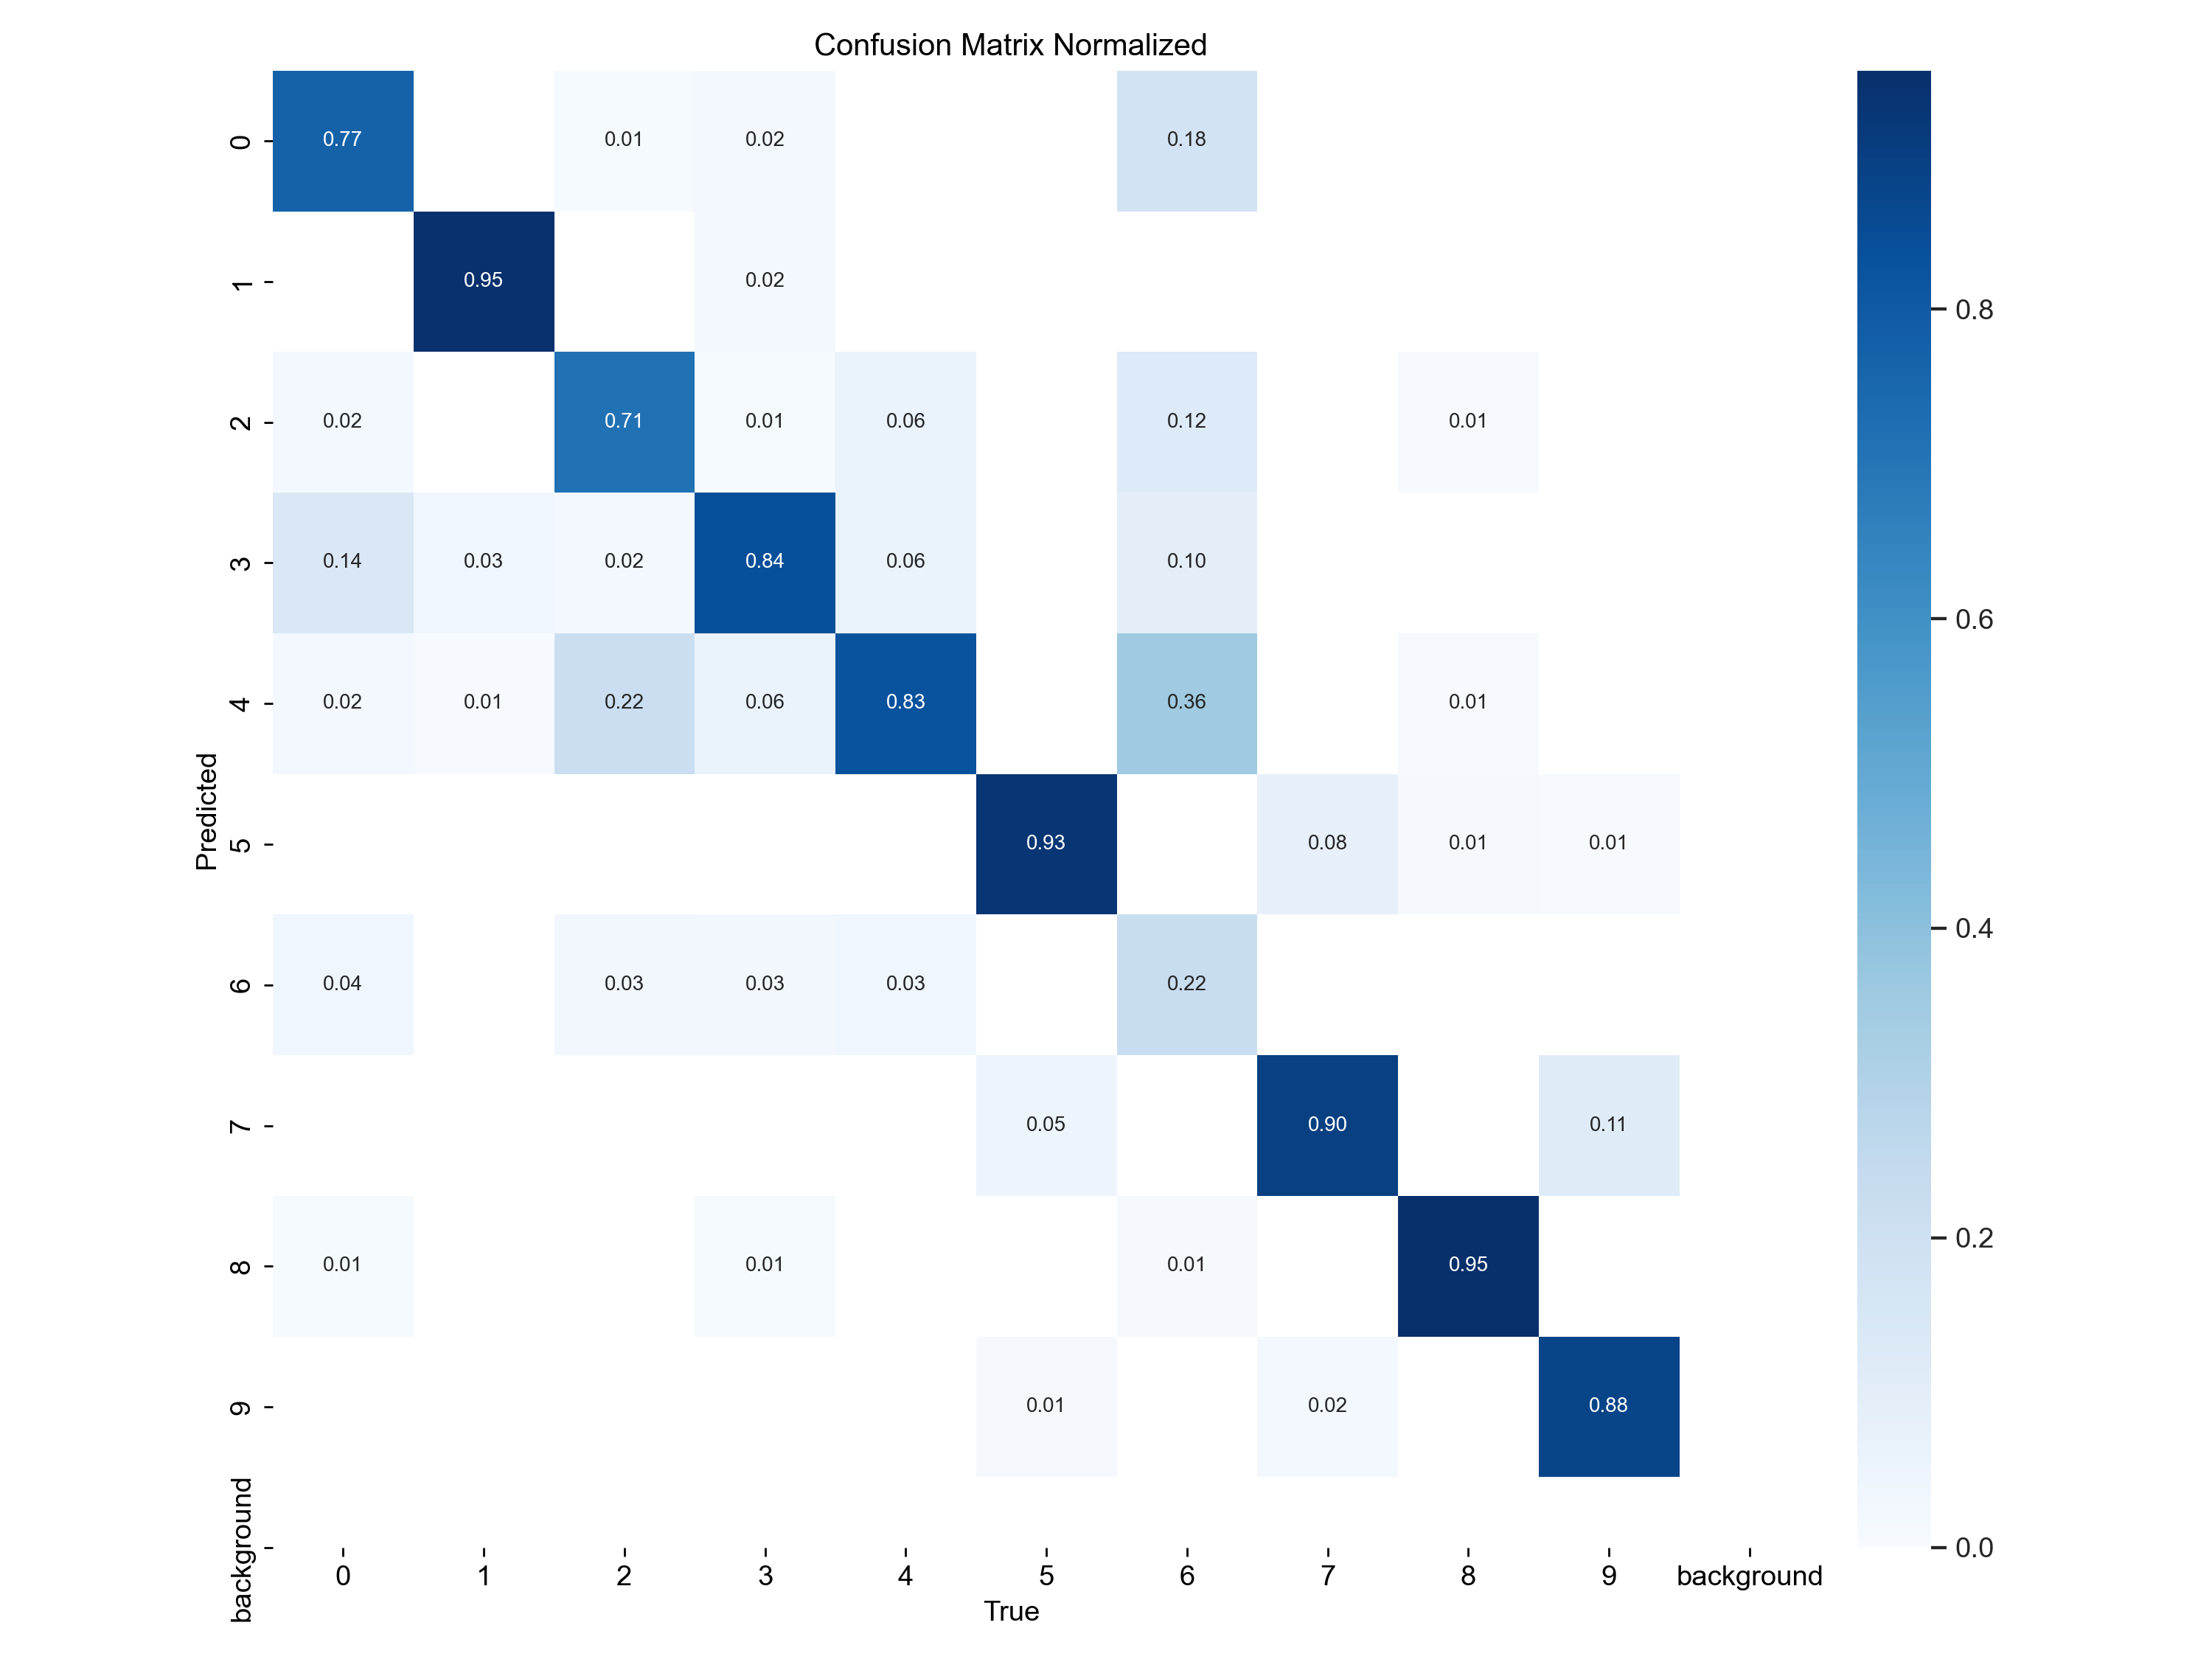 Confusion Matrix Normalized
0 0.77 0.01 0.02 0.18
1 0.95 0.02
0.8
2 0.02 0.71 0.01 0.06 0.12 0.01
3 0.14 0.03 0.02 0.84 0.06 0.10
0.6
4 0.02 0.01 0.22 0.06 0.83 0.36 0.01
Predicted
5 0.93 0.08 0.01 0.01
0.4
6 0.04 0.03 0.03 0.03 0.22
7 0.05 0.90 0.11
0.2
8 0.01 0.01 0.01 0.95
9 0.01 0.02 0.88
background
0.0
0 1 2 3 4 5 6 7 8 9 background
True